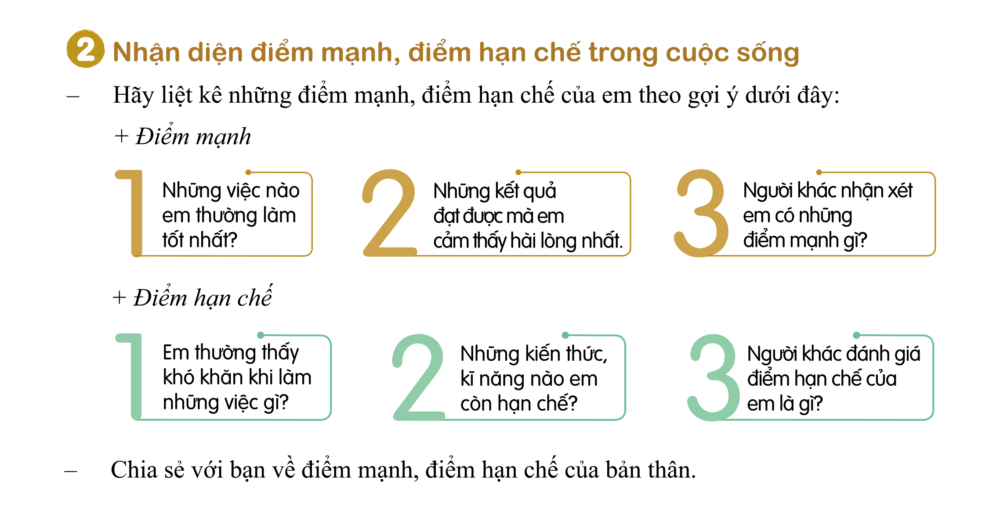 2 Nhận diện điểm mạnh, điểm hạn chế trong cuộc sống
– Hãy liệt kê những điểm mạnh, điểm hạn chế của em theo gợi ý dưới đây:
+ Điểm mạnh
1
Những việc nào
em thường làm
tốt nhất?
2
Những kết quả
đạt được mà em
cảm thấy hài lòng nhất.
3
Người khác nhận xét
em có những
điểm mạnh gì?
+ Điểm hạn chế
1
Em thường thấy
khó khăn khi làm
những việc gì?
2
Những kiến thức,
kĩ năng nào em
còn hạn chế?
3
Người khác đánh giá
điểm hạn chế của
em là gì?
– Chia sẻ với bạn về điểm mạnh, điểm hạn chế của bản thân.